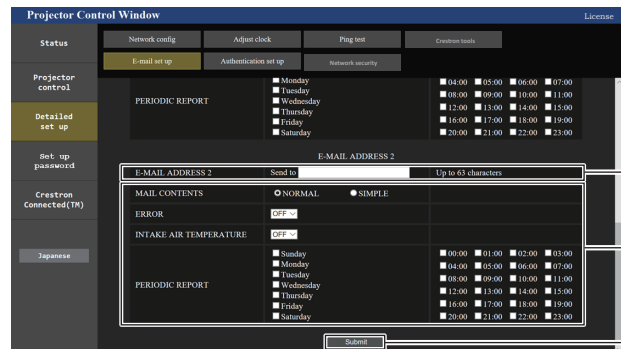 Projector Control Window License
Status Network config Adjust clock Ping test Crestron tools
E-mail set up Authentication set up Network security
Projector control
Detailed set up
Set up password
Crestron Connected(TM)
Japanese
PERIODIC REPORT
Monday 04:00 05:00 06:00 07:00
Tuesday 08:00 09:00 10:00 11:00
Wednesday 12:00 13:00 14:00 15:00
Thursday
Friday 16:00 17:00 18:00 19:00
Saturday 20:00 21:00 22:00 23:00
E-MAIL ADDRESS 2
E-MAIL ADDRESS 2 Send to Up to 63 characters
MAIL CONTENTS NORMAL SIMPLE
ERROR OFF
INTAKE AIR TEMPERATURE OFF
PERIODIC REPORT
Sunday 00:00 01:00 02:00 03:00
Monday 04:00 05:00 06:00 07:00
Tuesday 08:00 09:00 10:00 11:00
Wednesday
Thursday 12:00 13:00 14:00 15:00
Friday 16:00 17:00 18:00 19:00
Saturday 20:00 21:00 22:00 23:00
Submit